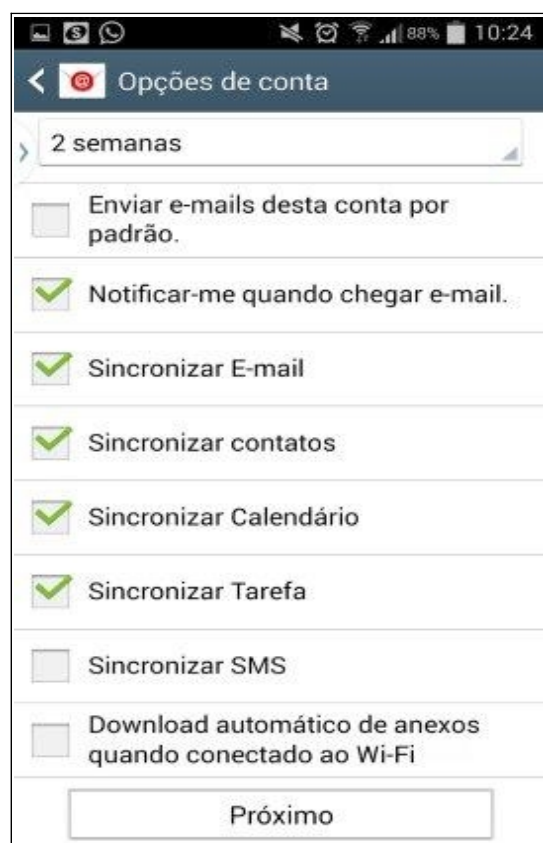 88% 10:24
Opções de conta
2 semanas
Enviar e-mails desta conta por
padrão.
Notificar-me quando chegar e-mail.
Sincronizar E-mail
Sincronizar contatos
Sincronizar Calendário
Sincronizar Tarefa
Sincronizar SMS
Download automático de anexos
quando conectado ao Wi-Fi
Próximo